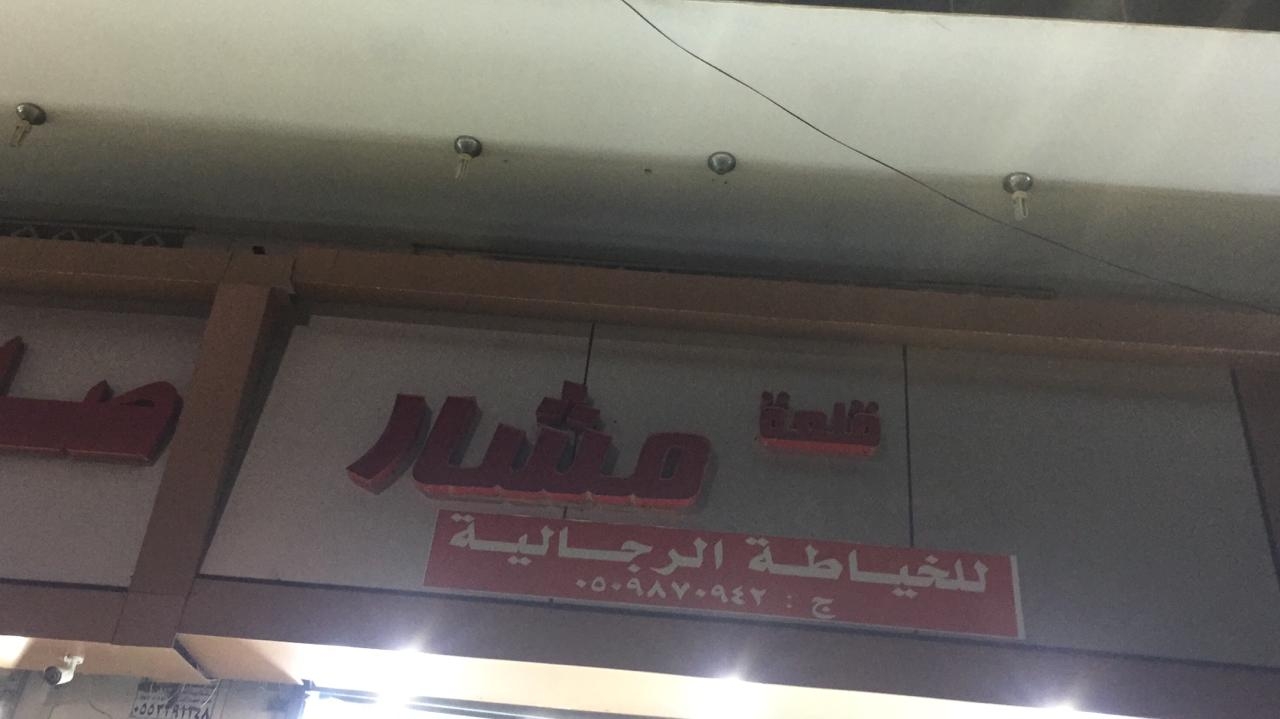 قلعة مشار
للخياطة الرجالية
ج : ٠٥٠٩٨٧٠٩٤٢